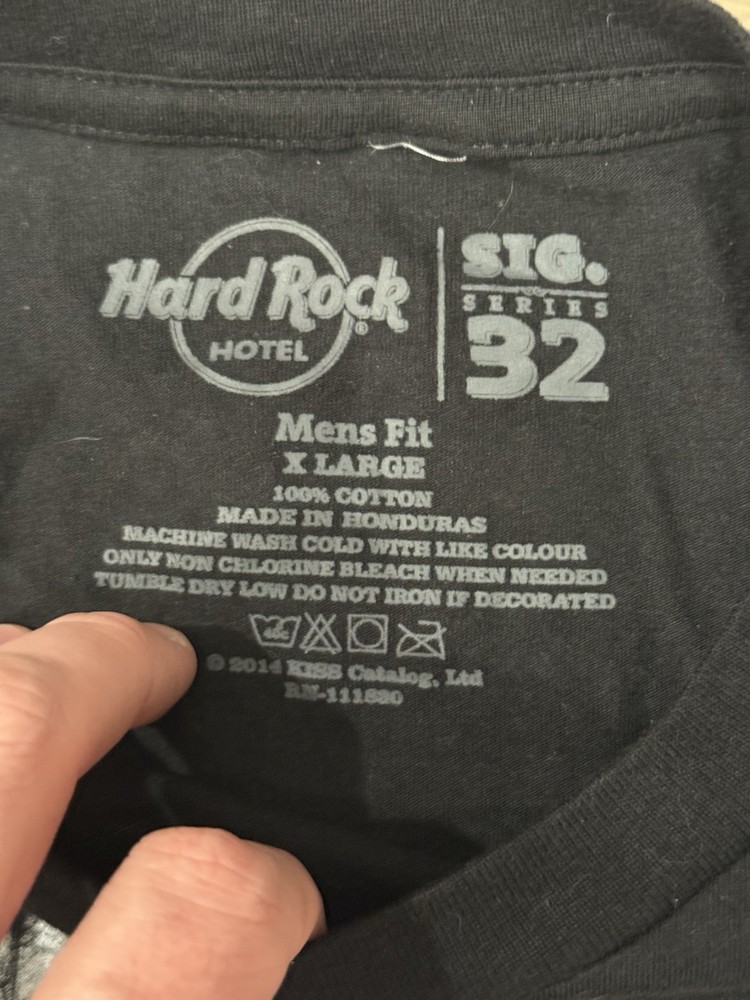 Hard Rock
®
HOTEL
SIG.
SERIES
32
Mens Fit
X LARGE
100% COTTON
MADE IN HONDURAS
MACHINE WASH COLD WITH LIKE COLOUR
ONLY NON CHLORINE BLEACH WHEN NEEDED
TUMBLE DRY LOW DO NOT IRON IF DECORATED
© 2014 KISS Catalog, Ltd